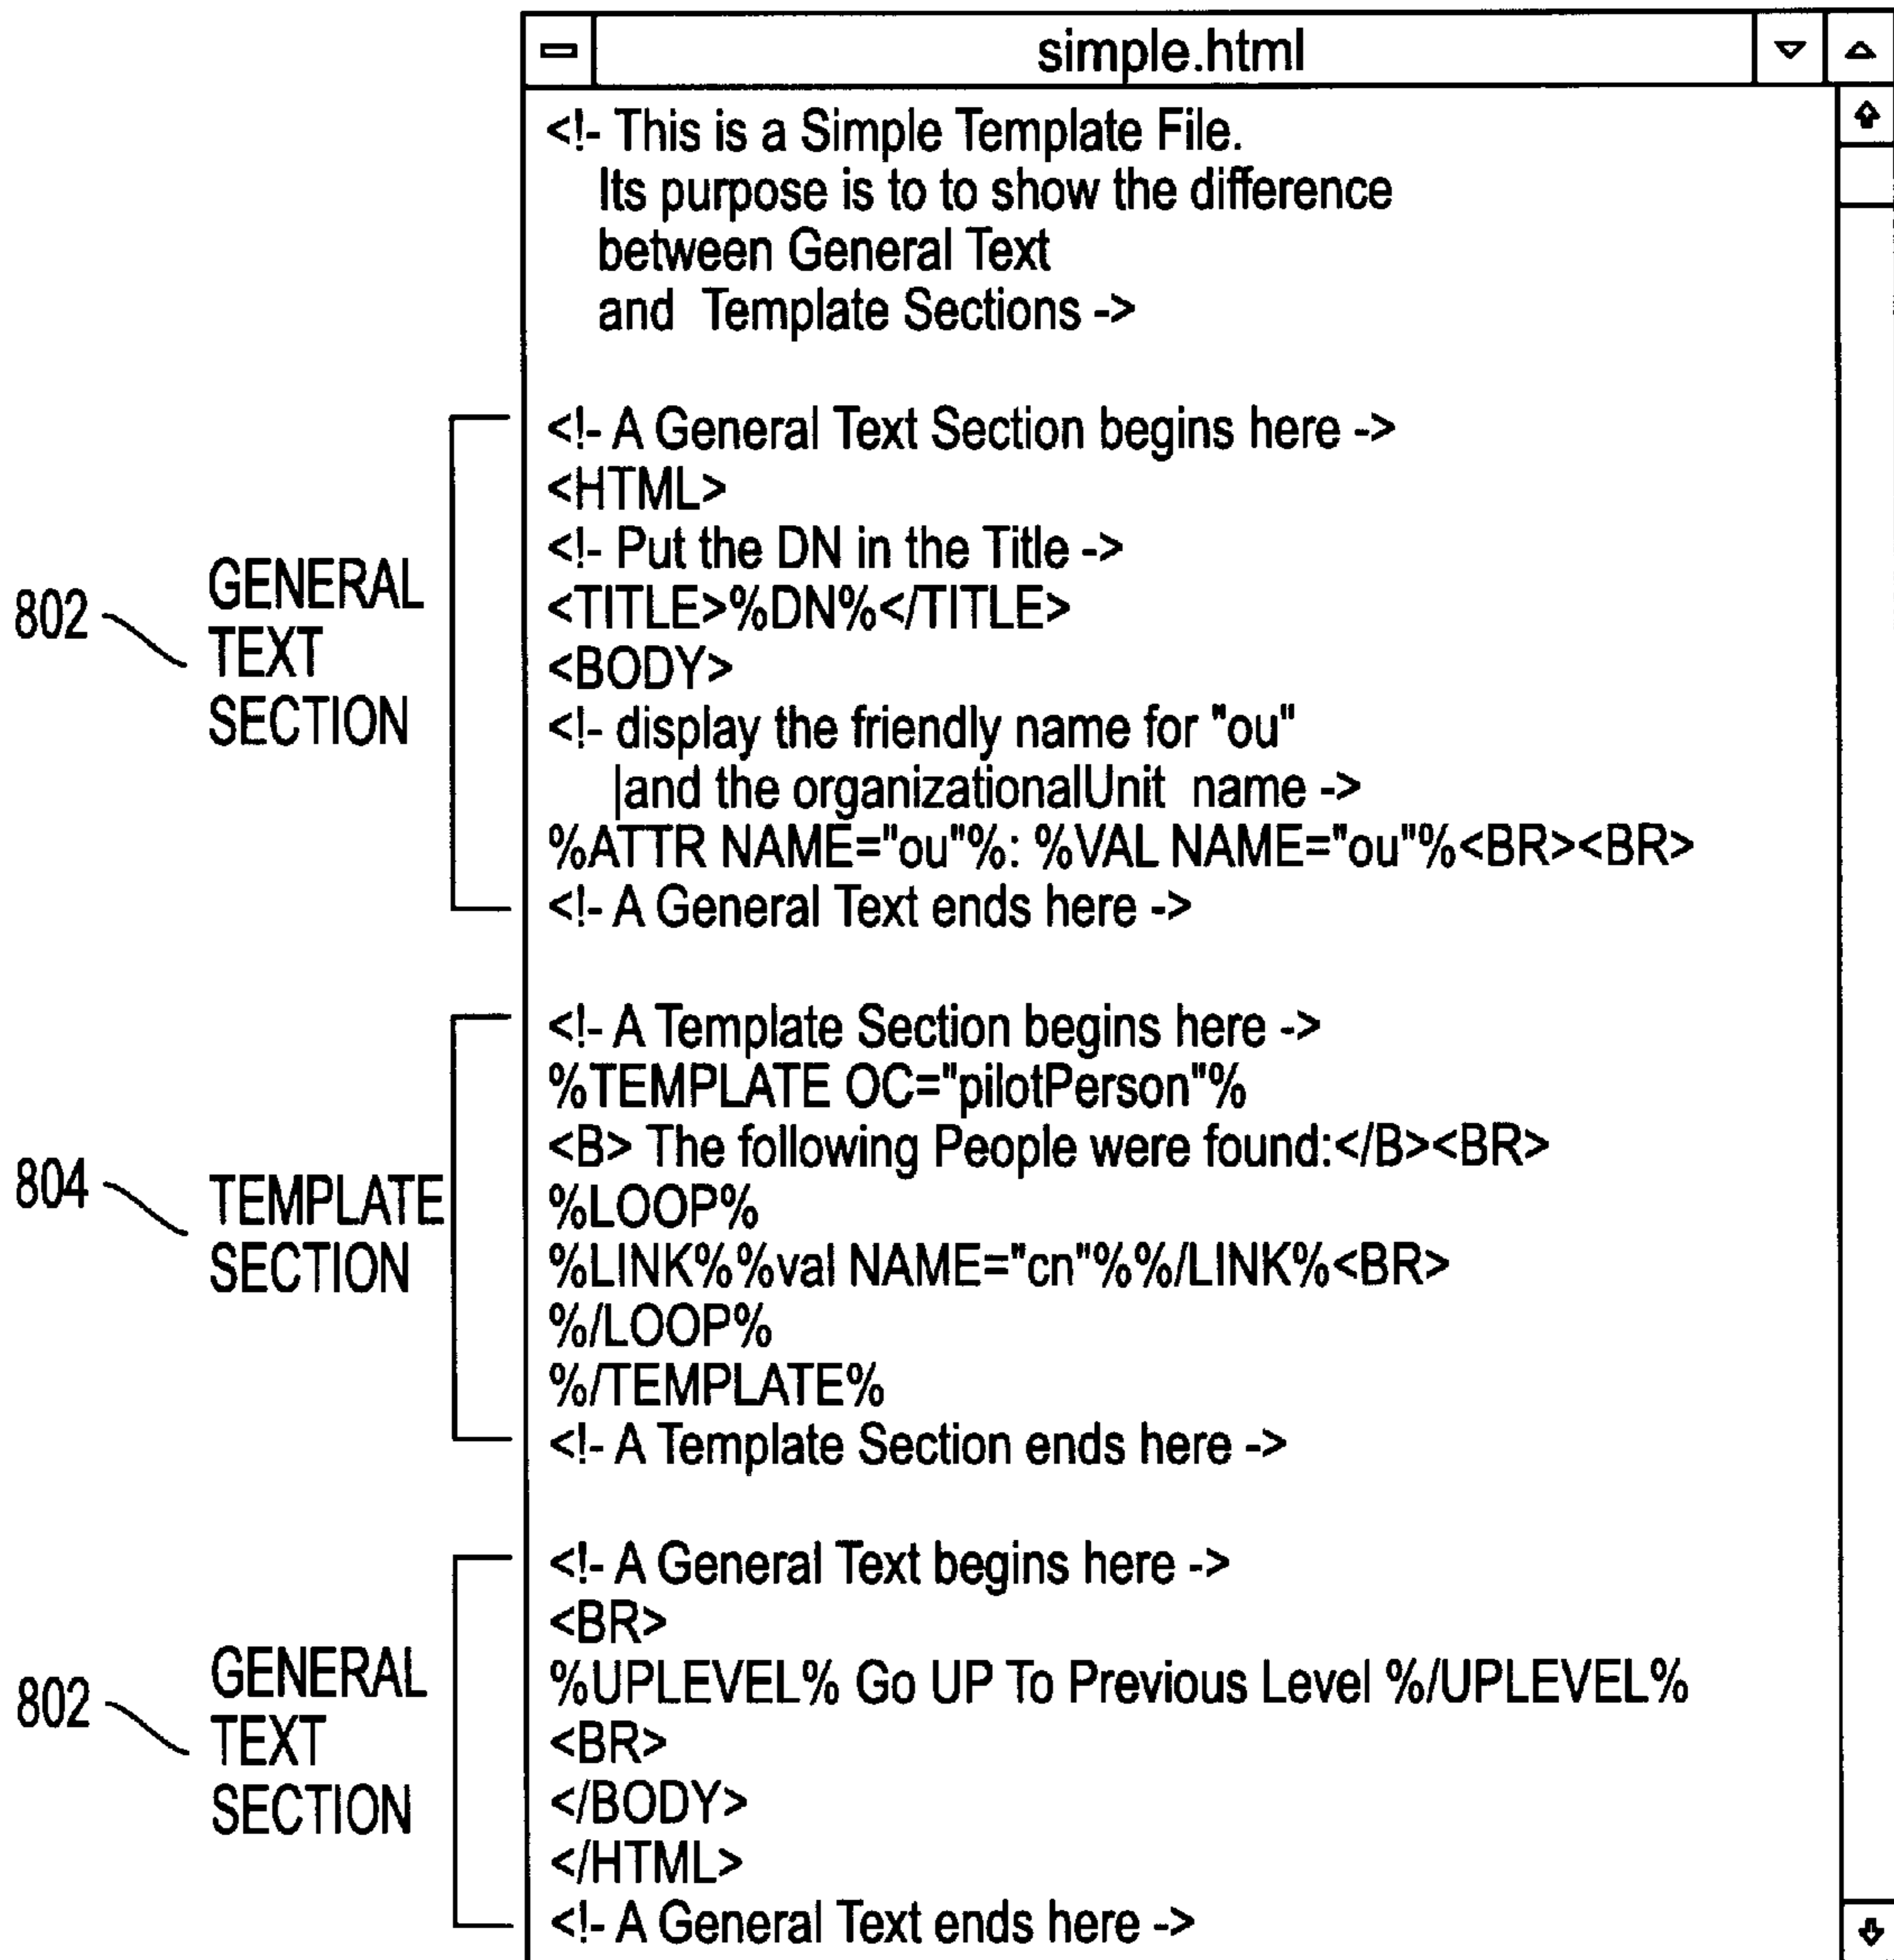 simple.html
<!- This is a Simple Template File.
Its purpose is to to show the difference
between General Text
and Template Sections ->
<!- A General Text Section begins here ->
<HTML>
<!- Put the DN in the Title ->
<TITLE>%DN%</TITLE>
<BODY>
<!- display the friendly name for "ou"
|and the organizationalUnit name ->
%ATTR NAME="ou"%: %VAL NAME="ou"%<BR><BR>
<!- A General Text ends here ->
802
GENERAL
TEXT
SECTION
<!- A Template Section begins here ->
%TEMPLATE OC="pilotPerson"%
<B> The following People were found:</B><BR>
%LOOP%
%LINK%%val NAME="cn"%%/LINK%<BR>
%/LOOP%
%/TEMPLATE%
<!- A Template Section ends here ->
804
TEMPLATE
SECTION
<!- A General Text begins here ->
<BR>
%UPLEVEL% Go UP To Previous Level %/UPLEVEL%
<BR>
</BODY>
</HTML>
<!- A General Text ends here ->
802
GENERAL
TEXT
SECTION